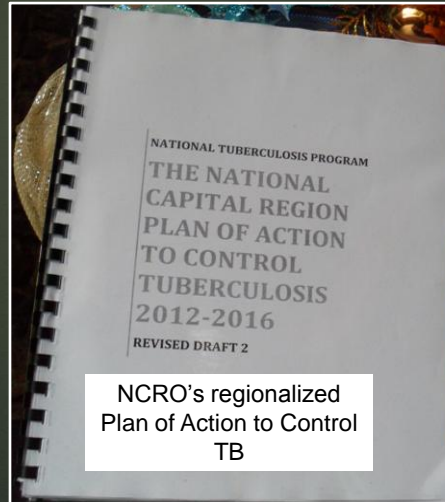 NATIONAL TUBERCULOSIS PROGRAM
THE NATIONAL
CAPITAL REGION
PLAN OF ACTION
TO CONTROL
TUBERCULOSIS
2012-2016
REVISED DRAFT 2
NCRO’s regionalized
Plan of Action to Control
TB